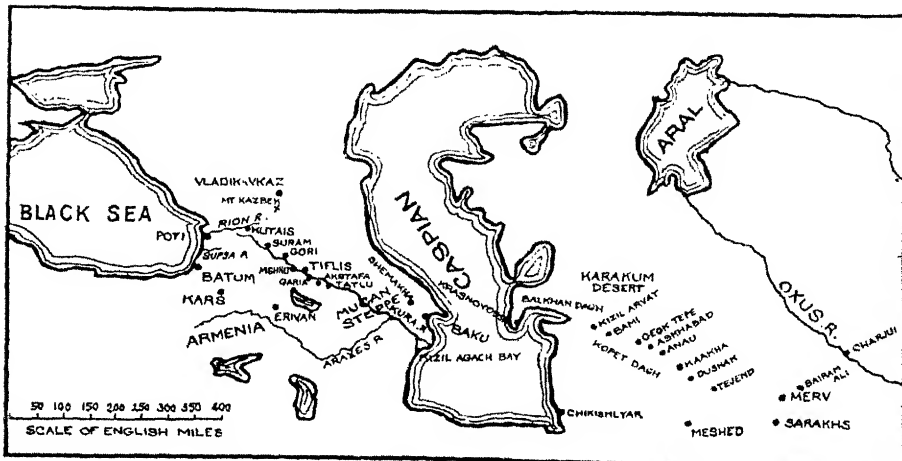 BLACK SEA
VLADIKAVKAZ
MT KAZBEK
RION R.
POTI
KUTAIS
SURAM
GORI
SUPSA R
BATUM
TIFLIS
AKSTAFA
TATLU
KARS
ERIVAN
ARMENIA
ARAXES R
MUGAN
STEPPE
KURA R
SHEMAKHA
BAKU
KIZIL AGACH BAY
CASPIAN
KRASNOVODSK
ARAL
KARAKUM
DESERT
BALKHAN DAGH
KIZIL ARVAT
BAMI
GEOK TEPE
ASKHABAD
ANAU
KOPET DAGH
KAAKHA
DUSHAK
TEJEND
OXUS. R.
CHARJUI
BAIRAM
ALI
MERV
MESHED
SARAKHS
CHIKISHLYAR
50 100 150 200 250 300 350 400
SCALE OF ENGLISH MILES